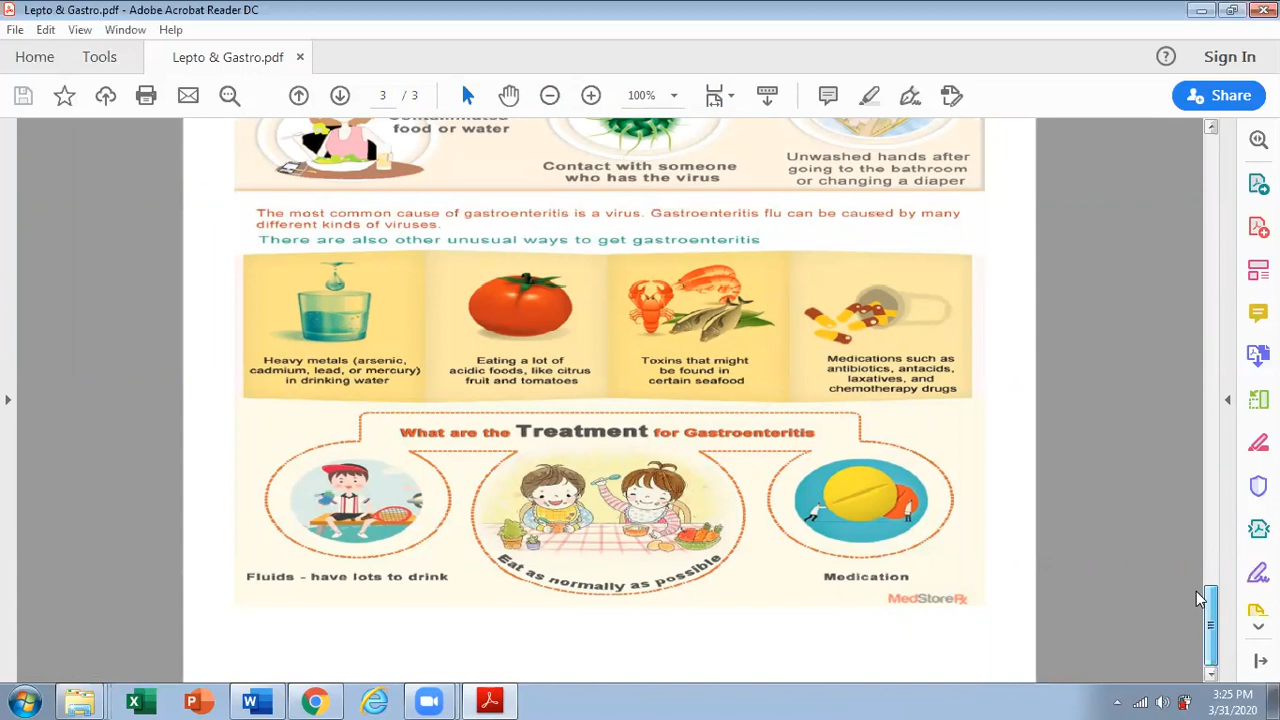 Lepto & Gastro.pdf - Adobe Acrobat Reader DC
File Edit View Window Help
Home Tools Lepto & Gastro.pdf × Sign In
3 / 3 100% Share
food or water
Contact with someone
who has the virus
Unwashed hands after
going to the bathroom
or changing a diaper
The most common cause of gastroenteritis is a virus. Gastroenteritis flu can be caused by many
different kinds of viruses.
There are also other unusual ways to get gastroenteritis
Heavy metals (arsenic,
cadmium, lead, or mercury)
in drinking water
Eating a lot of
acidic foods, like citrus
fruit and tomatoes
Toxins that might
be found in
certain seafood
Medications such as
antibiotics, antacids,
laxatives, and
chemotherapy drugs
What are the Treatment for Gastroenteritis
Fluids - have lots to drink
Eat as normally as possible
Medication
MedStoreRx
3:25 PM
3/31/2020